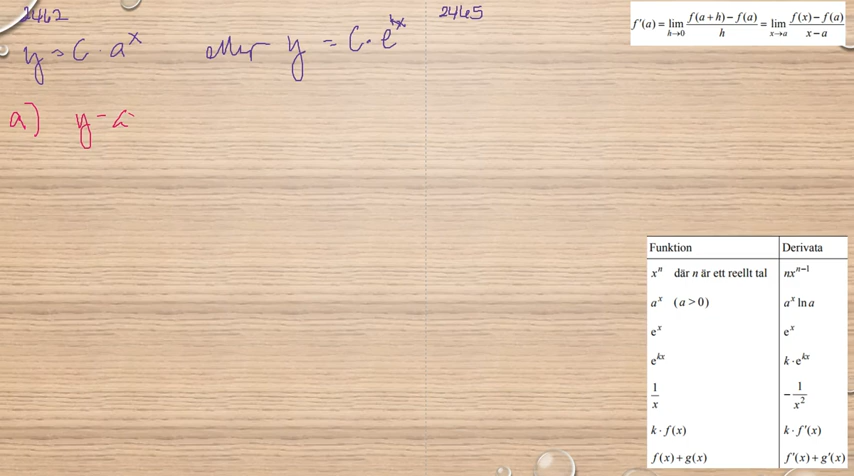 2462
y = C · a^x eller y = C · e^{kx}
a) y =
2465
f'(a) = lim_{h→0} (f(a+h) − f(a))/h = lim_{x→a} (f(x) − f(a))/(x − a)
Funktion Derivata
x^n där n är ett reellt tal nx^{n−1}
a^x (a > 0) a^x ln a
e^x e^x
e^{kx} k · e^{kx}
1/x −1/x^2
k · f(x) k · f'(x)
f(x) + g(x) f'(x) + g'(x)